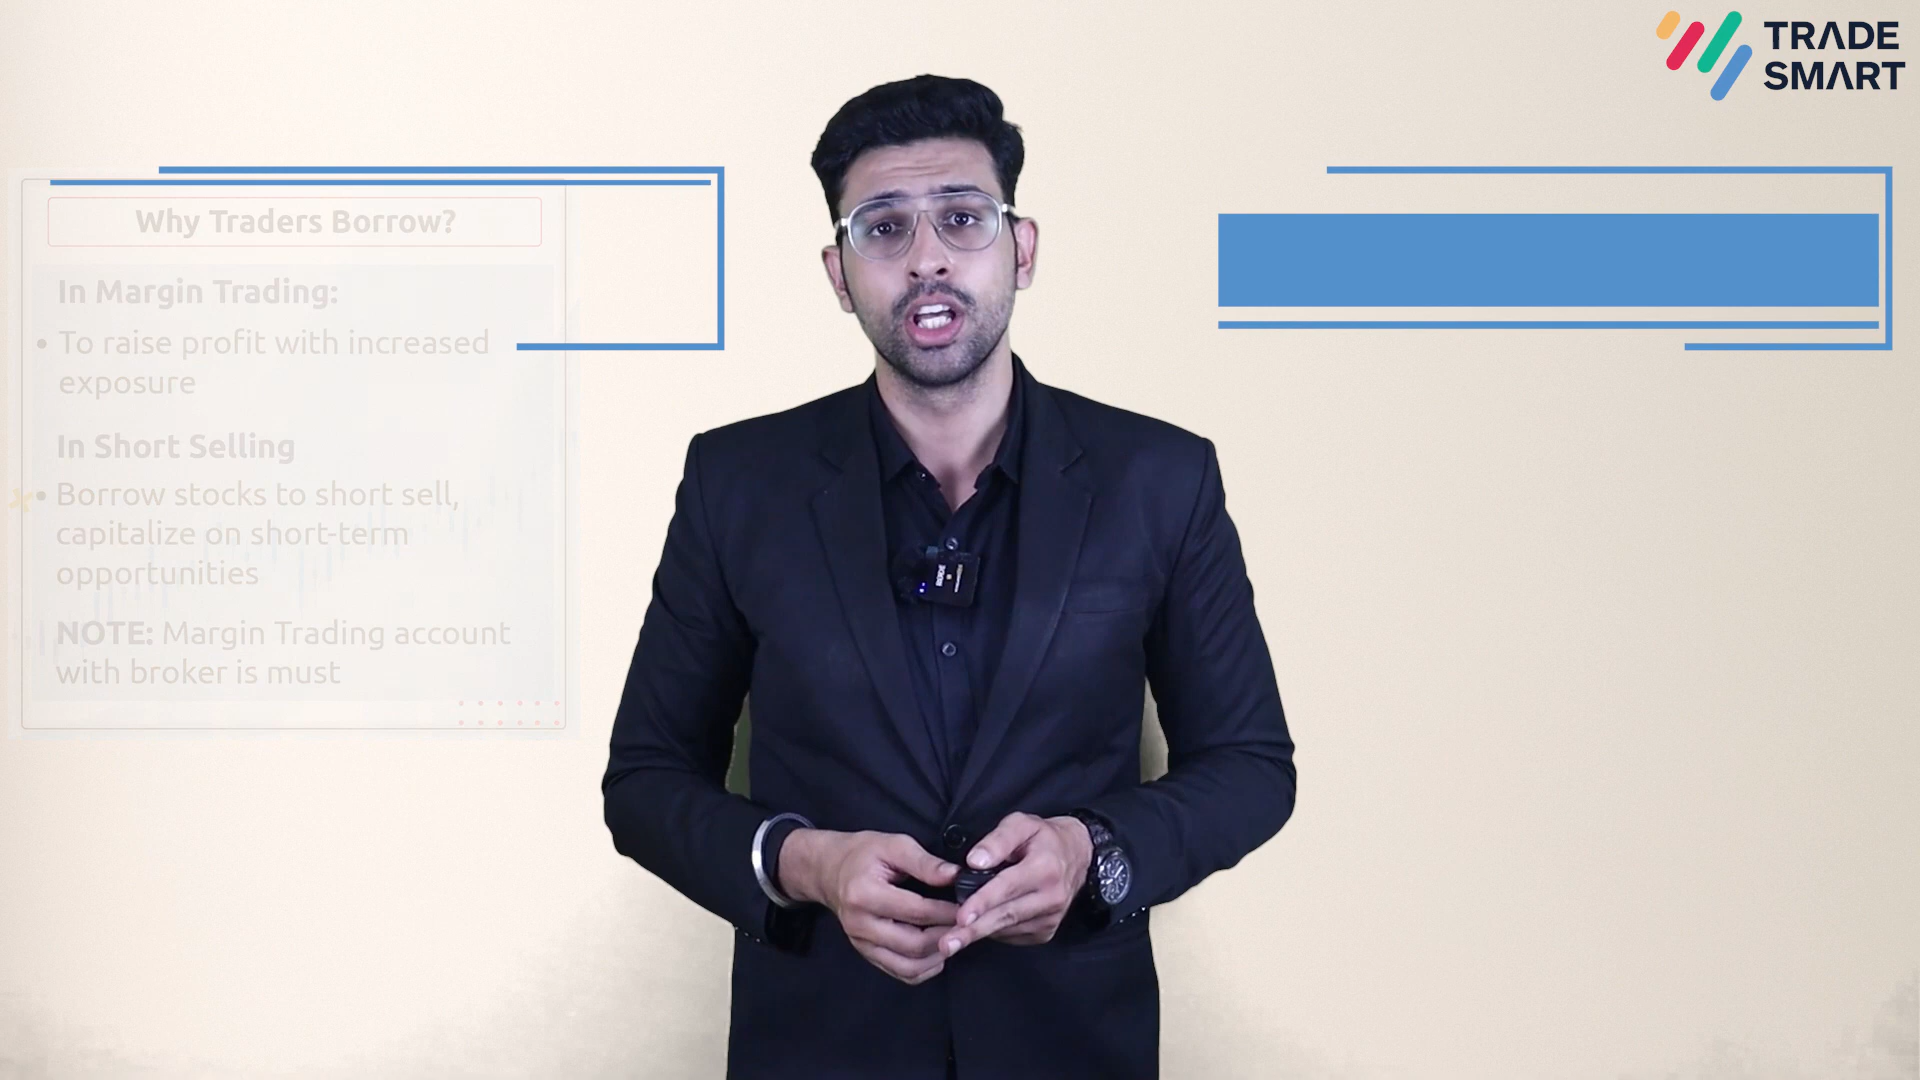 TRADE
SMART
Why Traders Borrow?
In Margin Trading:
• To raise profit with increased
exposure
In Short Selling
• Borrow stocks to short sell,
capitalize on short-term
opportunities
NOTE: Margin Trading account
with broker is must
RODE